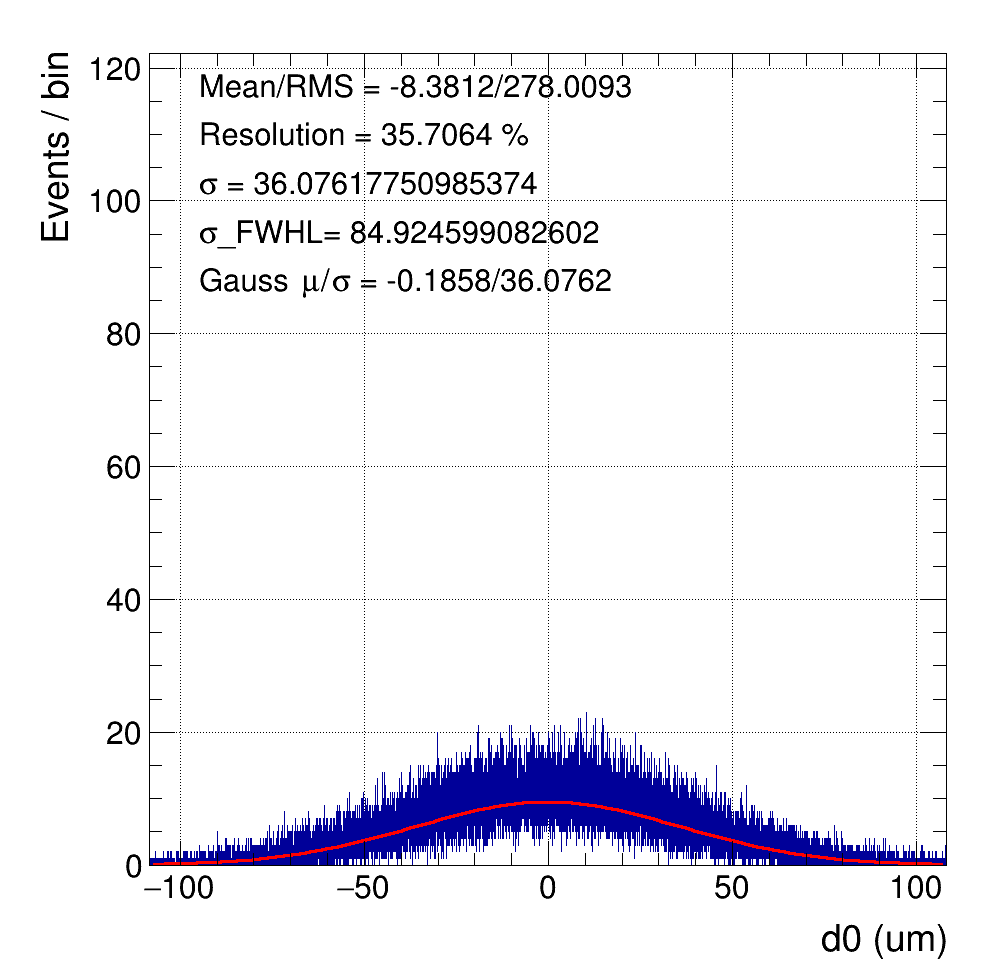 Events / bin
120
Mean/RMS = -8.3812/278.0093
Resolution = 35.7064 %
σ = 36.07617750985374
100
σ_FWHL= 84.924599082602
Gauss μ/σ = -0.1858/36.0762
80
60
40
20
0
−100 −50 0 50 100
d0 (um)